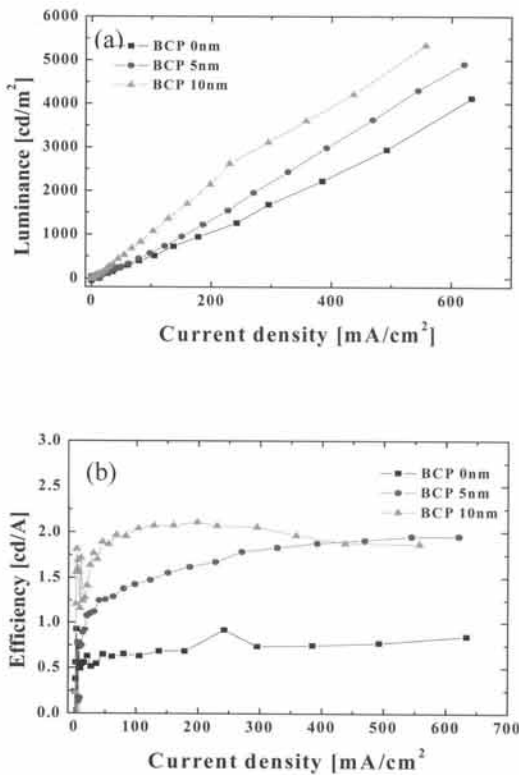 (a)
BCP 0nm
BCP 5nm
BCP 10nm
6000
5000
4000
3000
2000
1000
0
Luminance [cd/m²]
0 200 400 600
Current density [mA/cm²]
(b)
BCP 0nm
BCP 5nm
BCP 10nm
3.0
2.5
2.0
1.5
1.0
0.5
0.0
Efficiency [cd/A]
0 100 200 300 400 500 600 700
Current density [mA/cm²]